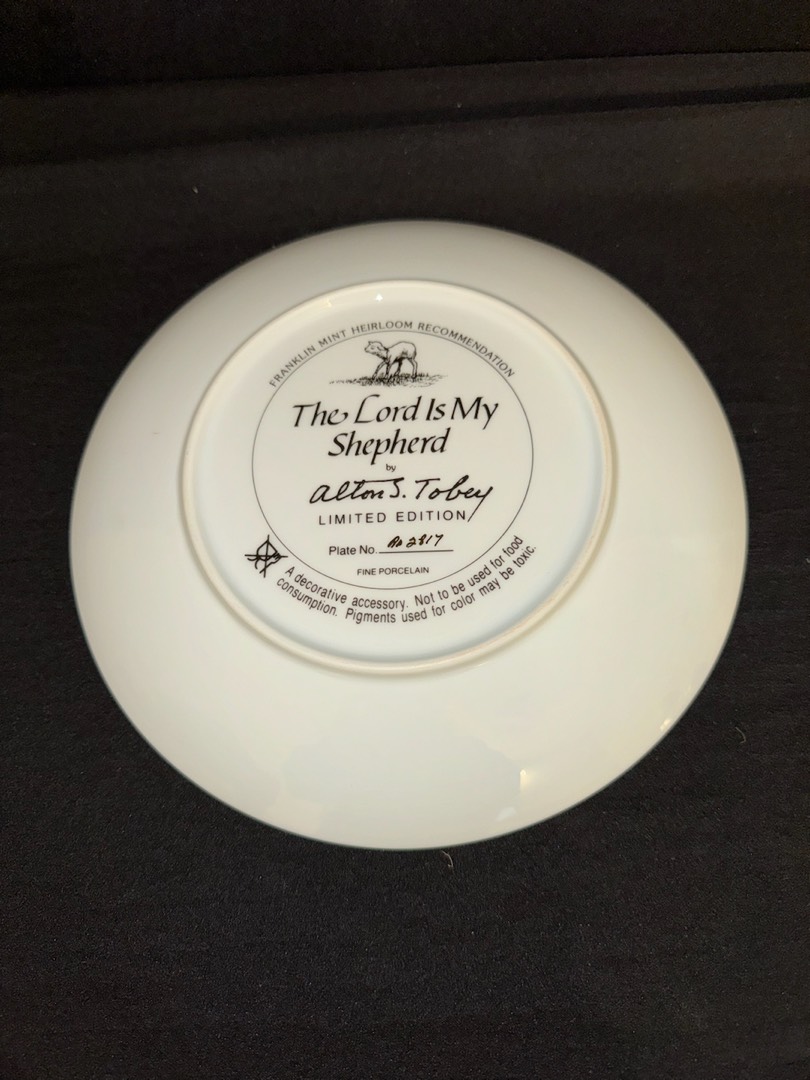 FRANKLIN MINT HEIRLOOM RECOMMENDATION
The Lord Is My
Shepherd
by
Alton S. Tobey
LIMITED EDITION
Plate No. 2817
FINE PORCELAIN
A decorative accessory. Not to be used for food
consumption. Pigments used for color may be toxic.